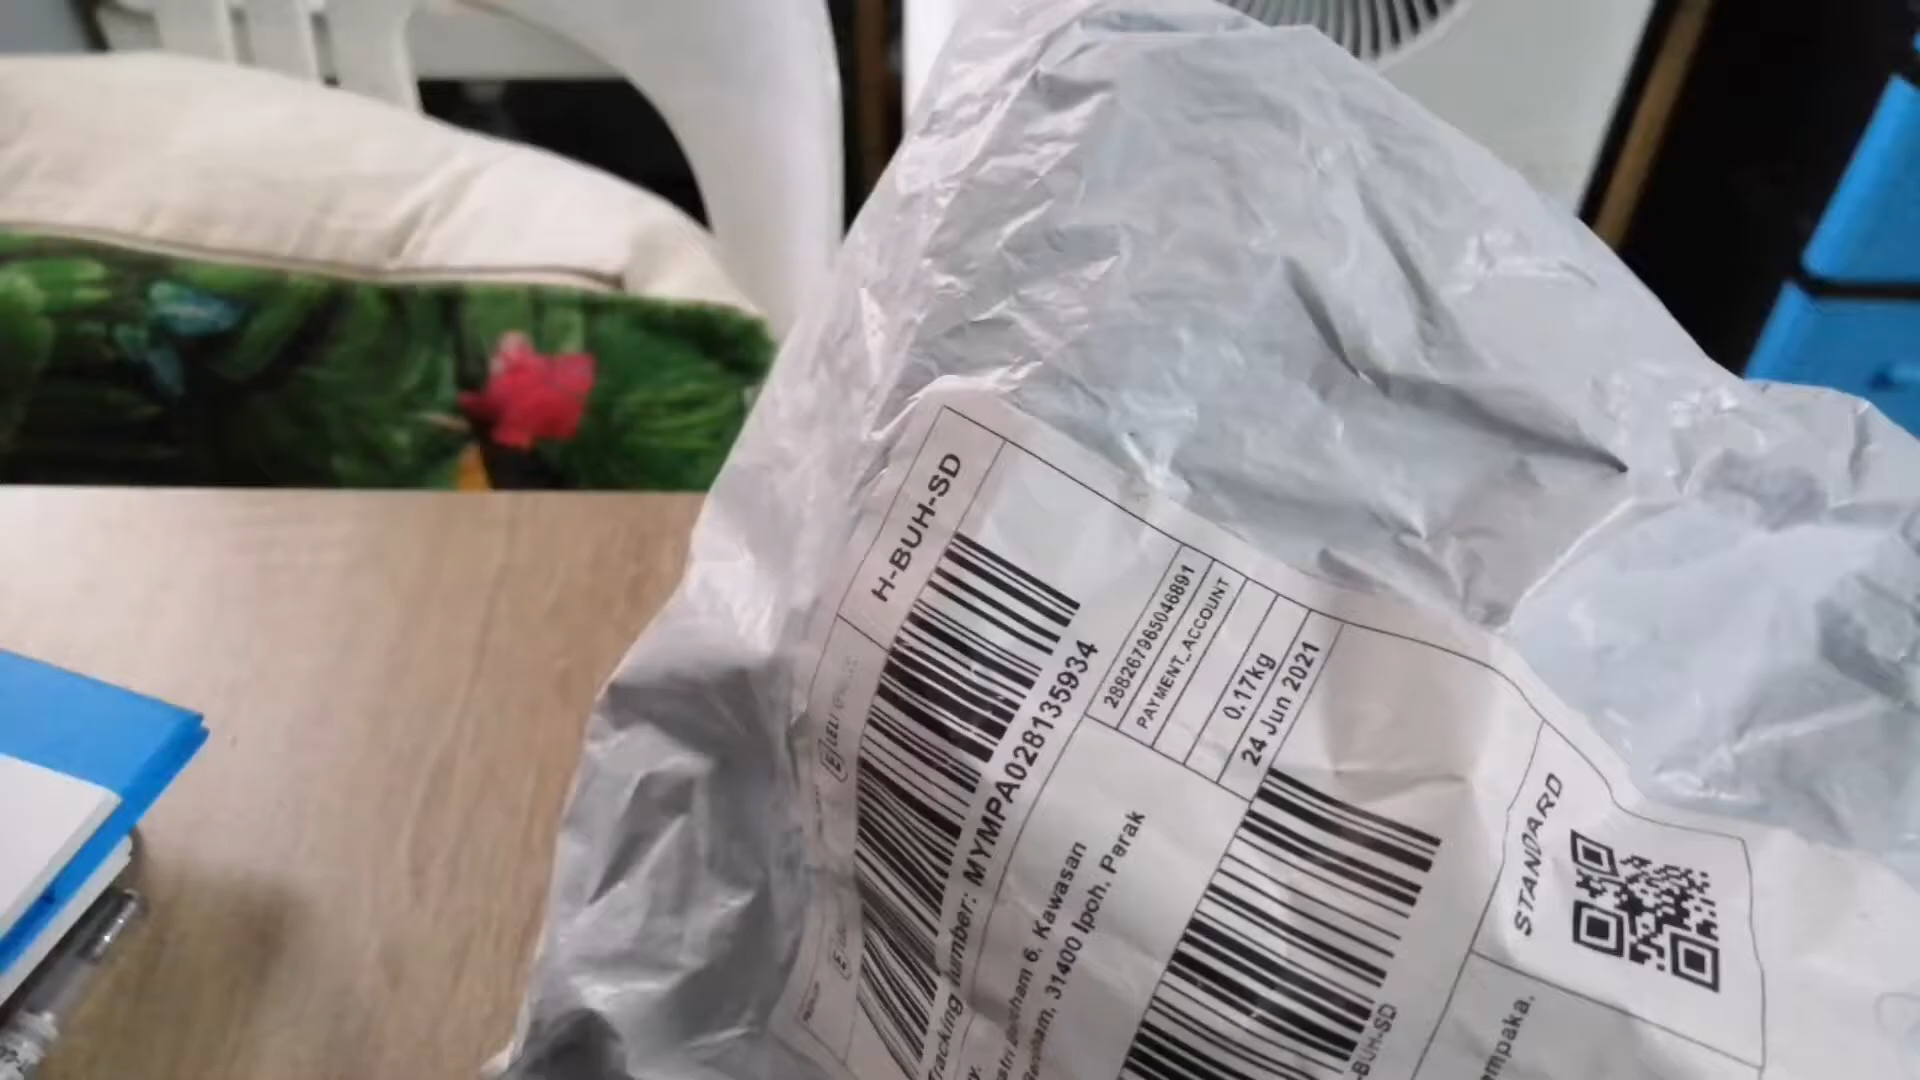 H-BUH-SD
Tracking Number: MYMPA028135934
288267965046891
PAYMENT_ACCOUNT
0.17kg
24 Jun 2021
6, Kawasan
31400 Ipoh, Perak
-BUH-SD
STANDARD